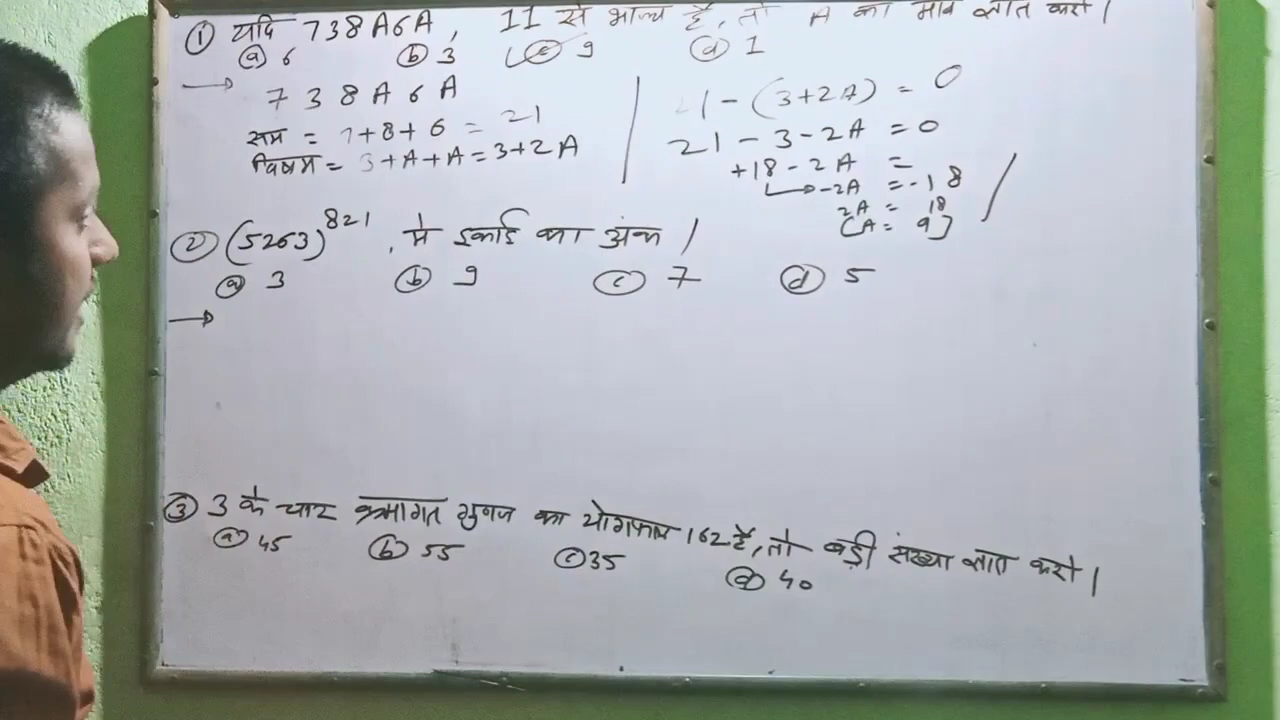 ① यदि 738A6A, 11 से भाज्य है, तो A का मान ज्ञात करो।
ⓐ 6 ⓑ 3 ⓒ 9 ⓓ 1
→ 7 3 8 A 6 A
सम = 7+8+6 = 21
विषम = 3+A+A = 3+2A
21 - (3+2A) = 0
21 - 3 - 2A = 0
+18 - 2A =
-2A = -18
2A = 18
[A = 9]
② (5263)^821, मे इकाई का अंक।
ⓐ 3 ⓑ 9 ⓒ 7 ⓓ 5
→
③ 3 के चार क्रमागत गुणज का योगफल 162 है, तो बड़ी संख्या ज्ञात करो।
ⓐ 45 ⓑ 55 ⓒ 35 ⓓ 40